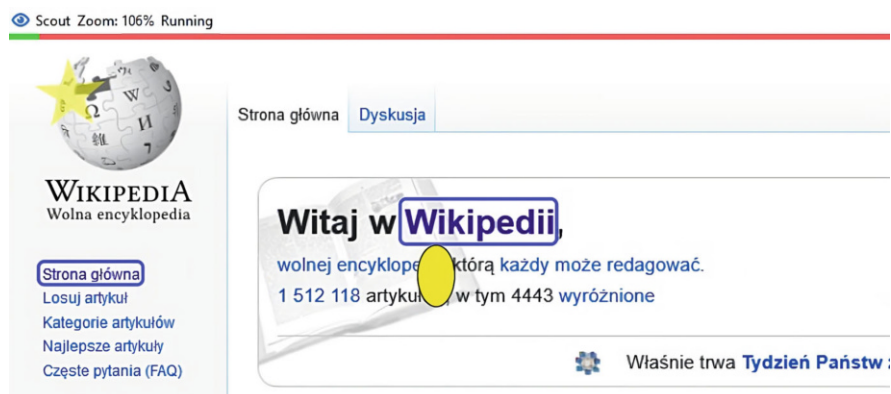 Scout Zoom: 106% Running
WIKIPEDIA
Wolna encyklopedia
Strona główna
Losuj artykuł
Kategorie artykułów
Najlepsze artykuły
Częste pytania (FAQ)
Strona główna Dyskusja
Witaj w Wikipedii,
wolnej którą każdy może redagować.
1 512 118 w tym 4443 wyróżnione
Właśnie trwa Tydzień Państw